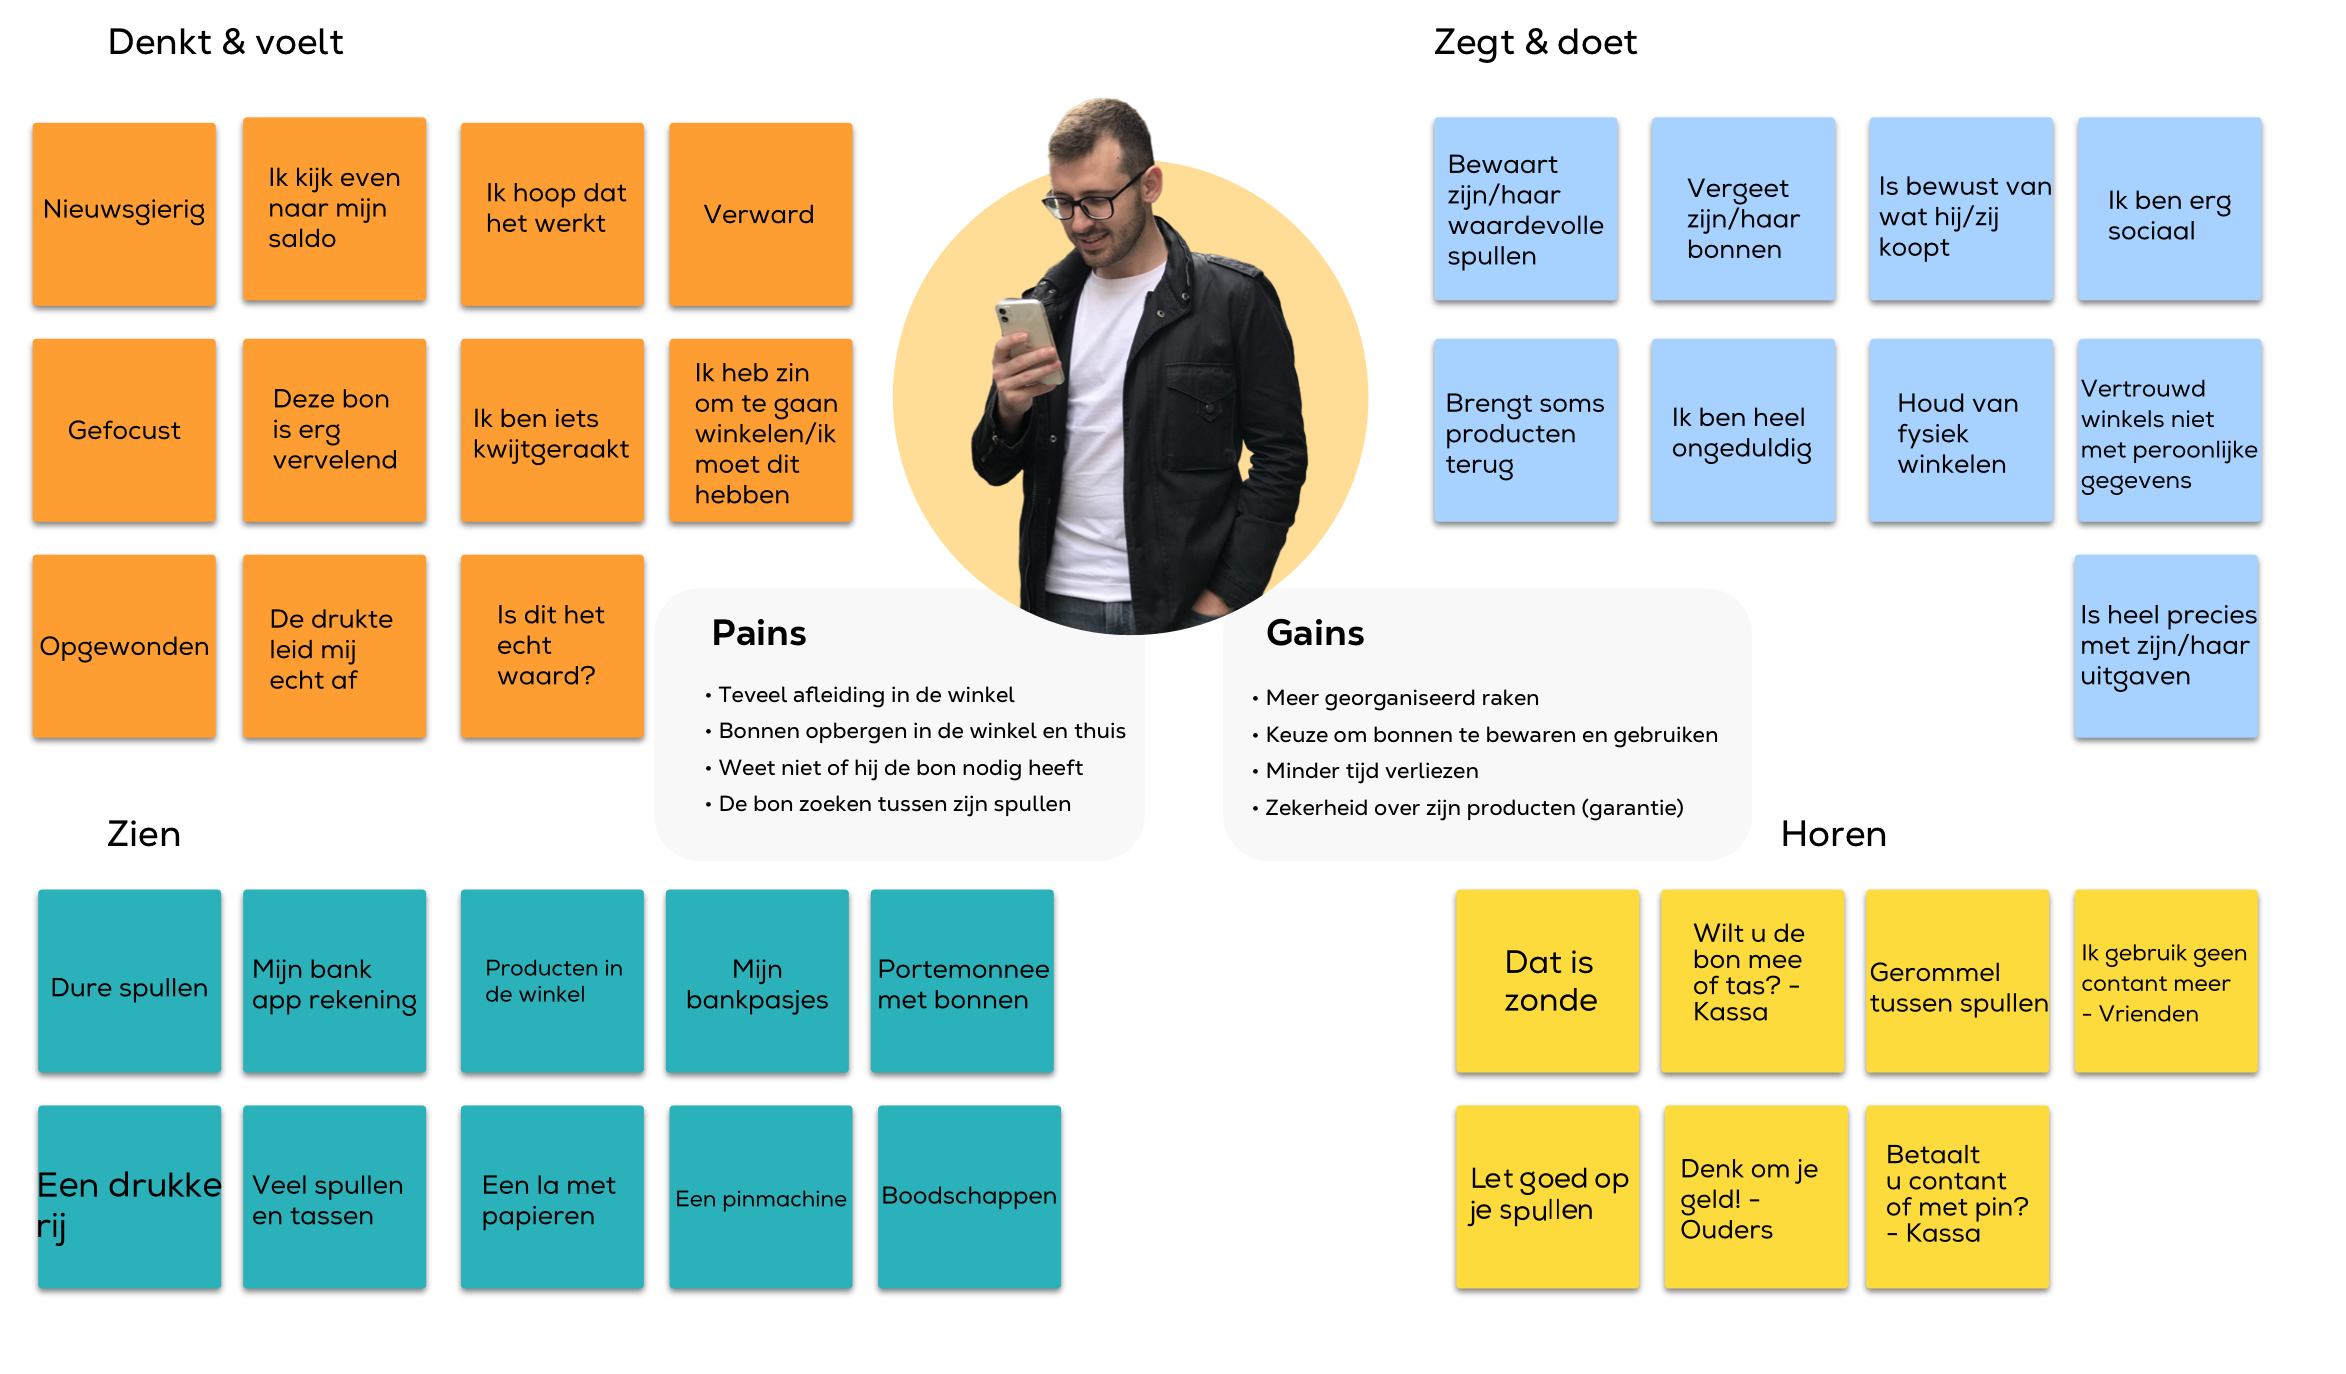 Denkt & voelt
Nieuwsgierig
Ik kijk even
naar mijn
saldo
Ik hoop dat
het werkt
Verward
Gefocust
Deze bon
is erg
vervelend
Ik ben iets
kwijtgeraakt
Ik heb zin
om te gaan
winkelen/ik
moet dit
hebben
Opgewonden
De drukte
leid mij
echt af
Is dit het
echt
waard?
Zegt & doet
Bewaart
zijn/haar
waardevolle
spullen
Vergeet
zijn/haar
bonnen
Is bewust van
wat hij/zij
koopt
Ik ben erg
sociaal
Brengt soms
producten
terug
Ik ben heel
ongeduldig
Houd van
fysiek
winkelen
Vertrouwd
winkels niet
met peroonlijke
gegevens
Is heel precies
met zijn/haar
uitgaven
Pains
• Teveel afleiding in de winkel
• Bonnen opbergen in de winkel en thuis
• Weet niet of hij de bon nodig heeft
• De bon zoeken tussen zijn spullen
Gains
• Meer georganiseerd raken
• Keuze om bonnen te bewaren en gebruiken
• Minder tijd verliezen
• Zekerheid over zijn producten (garantie)
Zien
Dure spullen
Mijn bank
app rekening
Producten in
de winkel
Mijn
bankpasjes
Portemonnee
met bonnen
Een drukke
rij
Veel spullen
en tassen
Een la met
papieren
Een pinmachine
Boodschappen
Horen
Dat is
zonde
Wilt u de
bon mee
of tas? -
Kassa
Gerommel
tussen spullen
Ik gebruik geen
contant meer
- Vrienden
Let goed op
je spullen
Denk om je
geld! -
Ouders
Betaalt
u contant
of met pin?
- Kassa